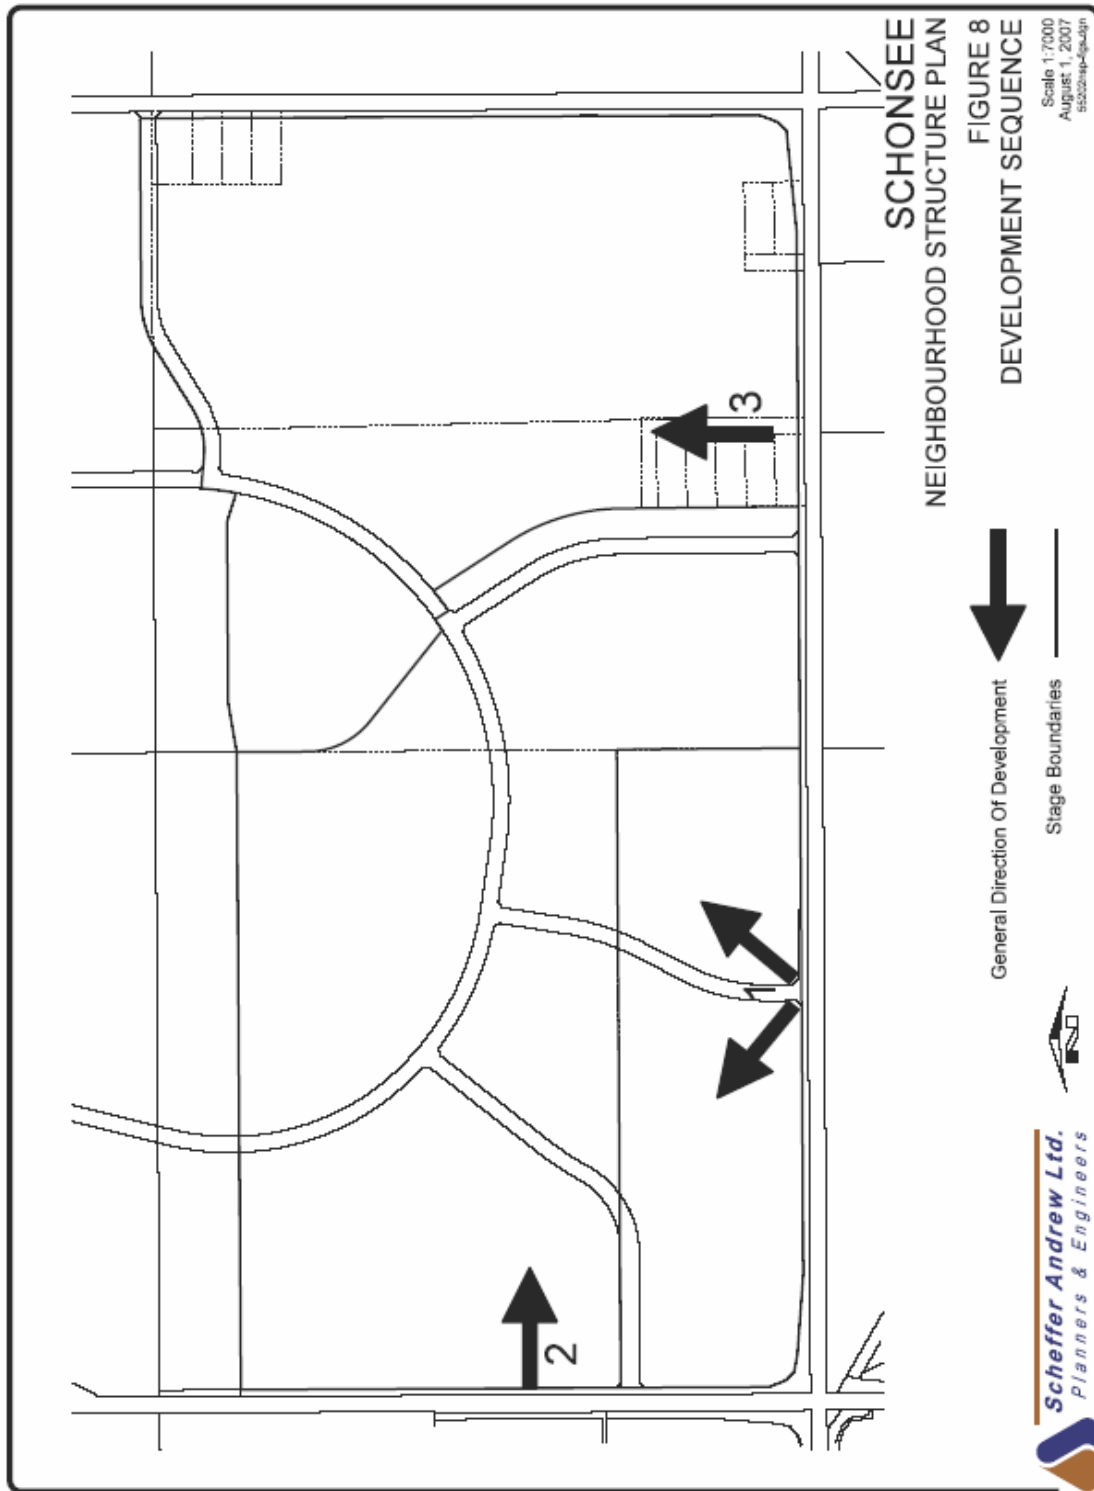 SCHONSEE
NEIGHBOURHOOD STRUCTURE PLAN
FIGURE 8
DEVELOPMENT SEQUENCE
Scale 1:7000
August 1, 2007
3
1
2
General Direction Of Development
Stage Boundaries
N
Scheffer Andrew Ltd.
Planners & Engineers